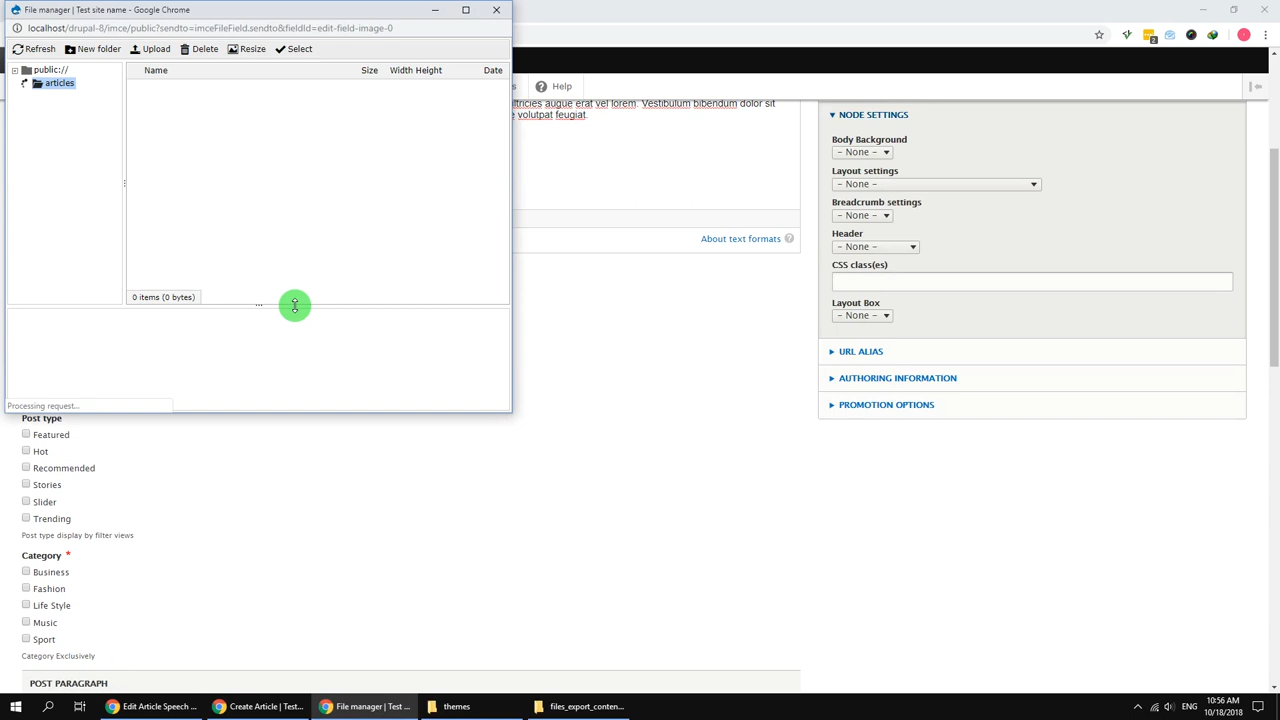 File manager | Test site name - Google Chrome
localhost/drupal-8/imce/public?sendto=imceFileField.sendto&fieldId=edit-field-image-0
Refresh New folder Upload Delete Resize Select
public://
articles
Name Size Width Height Date
0 items (0 bytes)
Processing request...
s Help
ltricies augue erat vel lorem. Vestibulum bibendum dolor sit
e volutpat feugiat.
About text formats ?
NODE SETTINGS
Body Background
- None -
Layout settings
- None -
Breadcrumb settings
- None -
Header
- None -
CSS class(es)
Layout Box
- None -
URL ALIAS
AUTHORING INFORMATION
PROMOTION OPTIONS
Post type
Featured
Hot
Recommended
Stories
Slider
Trending
Post type display by filter views
Category *
Business
Fashion
Life Style
Music
Sport
Category Exclusively
POST PARAGRAPH
Edit Article Speech ... Create Article | Test... File manager | Test ... themes files_export_conten... ENG 10:56 AM
10/18/2018